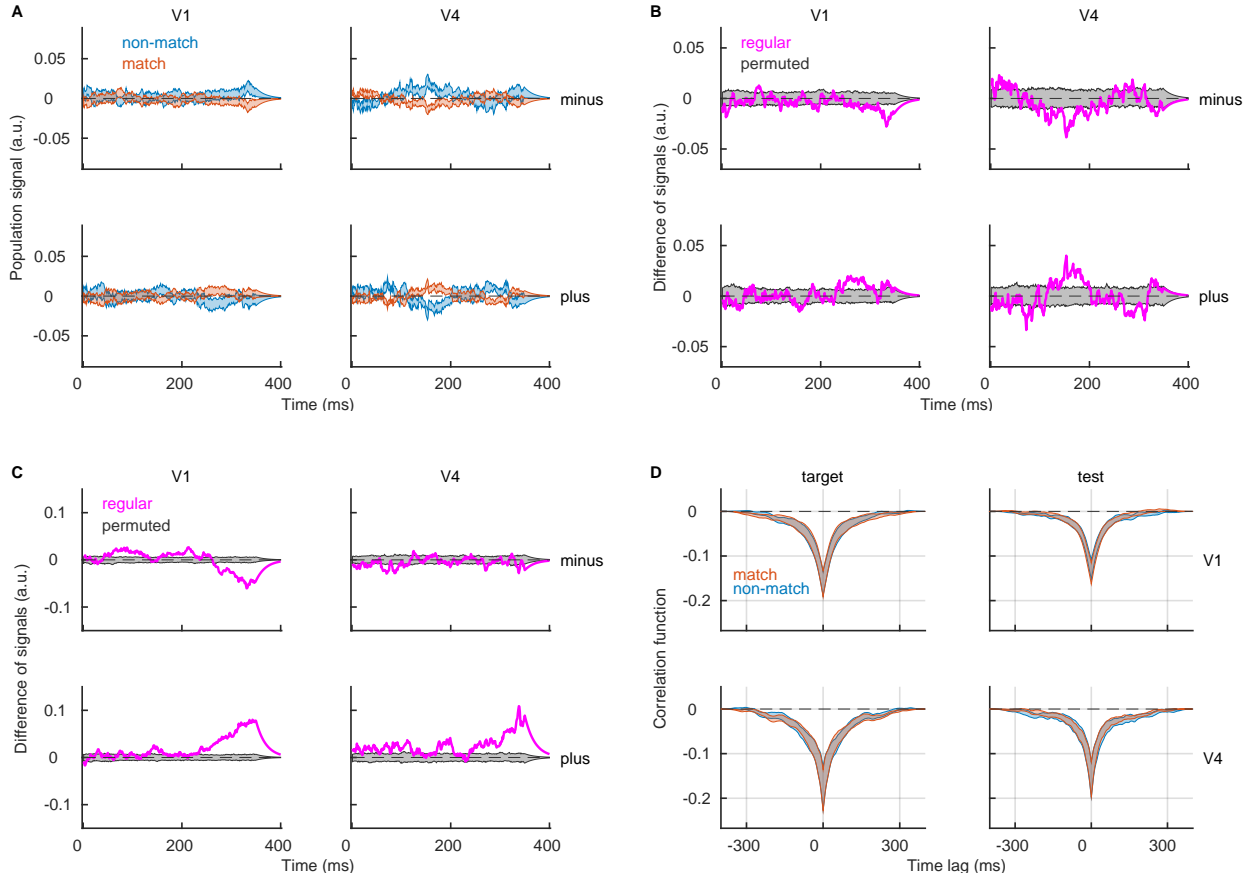 A
V1
V4
non-match
match
0.05
0
-0.05
minus
0.05
0
-0.05
plus
Population signal (a.u.)
0
200
400
0
200
400
Time (ms)
B
V1
V4
regular
permuted
0.05
0
-0.05
minus
0.05
0
-0.05
plus
Difference of signals (a.u.)
0
200
400
0
200
400
Time (ms)
C
V1
V4
regular
permuted
0.1
0
-0.1
minus
0.1
0
-0.1
plus
Difference of signals (a.u.)
0
200
400
0
200
400
Time (ms)
D
target
test
0
-0.1
match
non-match
-0.2
V1
0
-0.1
-0.2
V4
Correlation function
-300
0
300
-300
0
300
Time lag (ms)